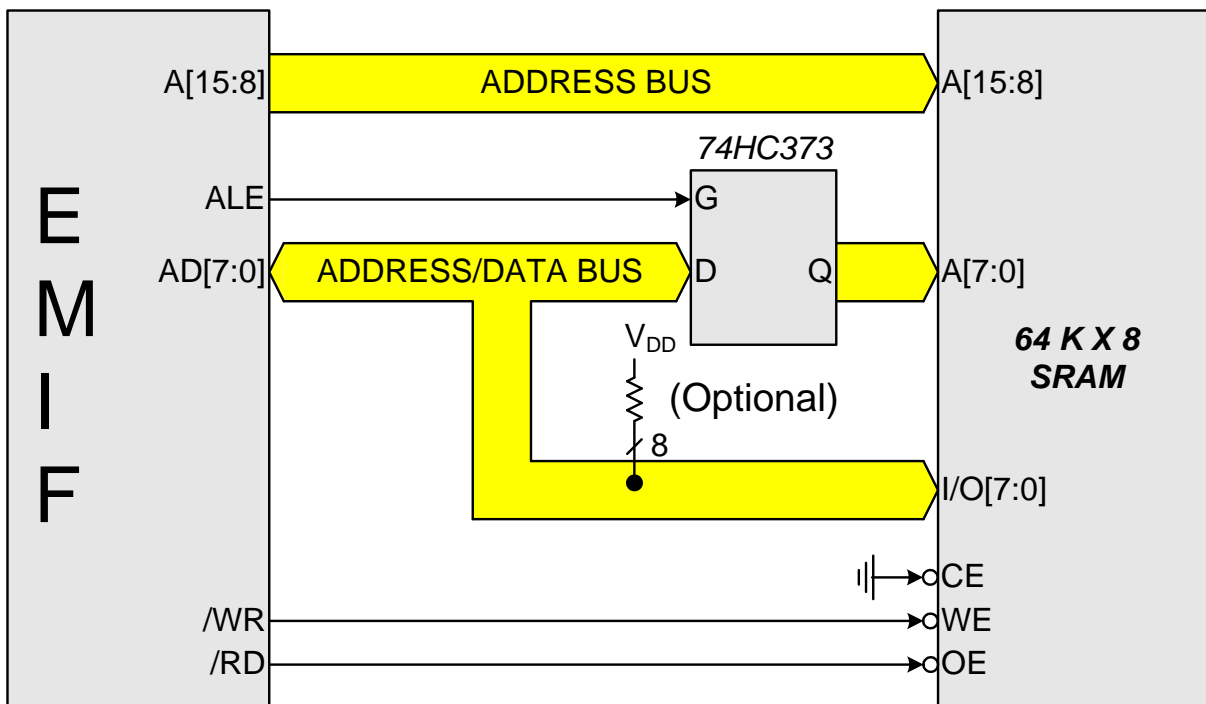 A[15:8] ADDRESS BUS A[15:8]
74HC373
ALE G
AD[7:0] ADDRESS/DATA BUS D Q A[7:0]
E
M
I
F
VDD
(Optional)
8
64 K X 8
SRAM
I/O[7:0]
CE
/WR WE
/RD OE